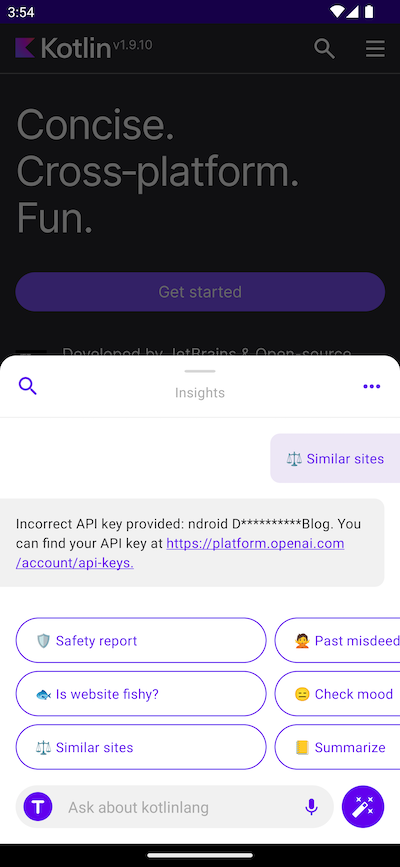 3:54
Kotlin v1.9.10
Concise.
Cross-platform.
Fun.
Get started
Developed by JetBrains & Open-source
Insights
Similar sites
Incorrect API key provided: ndroid D**********Blog. You
can find your API key at https://platform.openai.com
/account/api-keys.
Safety report
Past misdeed
Is website fishy?
Check mood
Similar sites
Summarize
T
Ask about kotlinlang